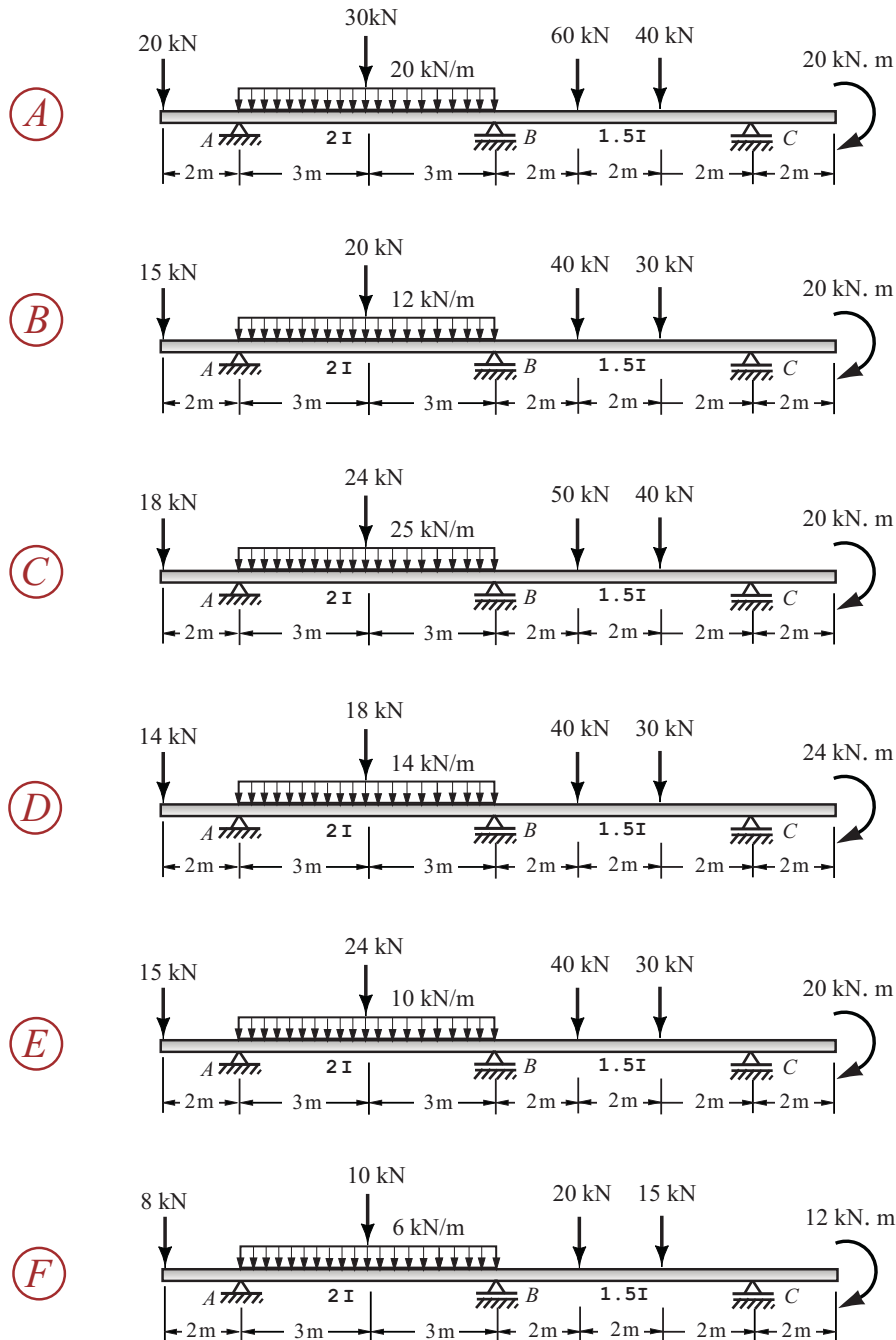 30kN
20 kN 60 kN 40 kN 20 kN. m
20 kN/m
A
A 2I B 1.5I C
2m 3m 3m 2m 2m 2m 2m
20 kN
15 kN 40 kN 30 kN 20 kN. m
12 kN/m
B
A 2I B 1.5I C
2m 3m 3m 2m 2m 2m 2m
24 kN
18 kN 50 kN 40 kN 20 kN. m
25 kN/m
C
A 2I B 1.5I C
2m 3m 3m 2m 2m 2m 2m
18 kN
14 kN 40 kN 30 kN 24 kN. m
14 kN/m
D
A 2I B 1.5I C
2m 3m 3m 2m 2m 2m 2m
24 kN
15 kN 40 kN 30 kN 20 kN. m
10 kN/m
E
A 2I B 1.5I C
2m 3m 3m 2m 2m 2m 2m
10 kN
8 kN 20 kN 15 kN 12 kN. m
6 kN/m
F
A 2I B 1.5I C
2m 3m 3m 2m 2m 2m 2m